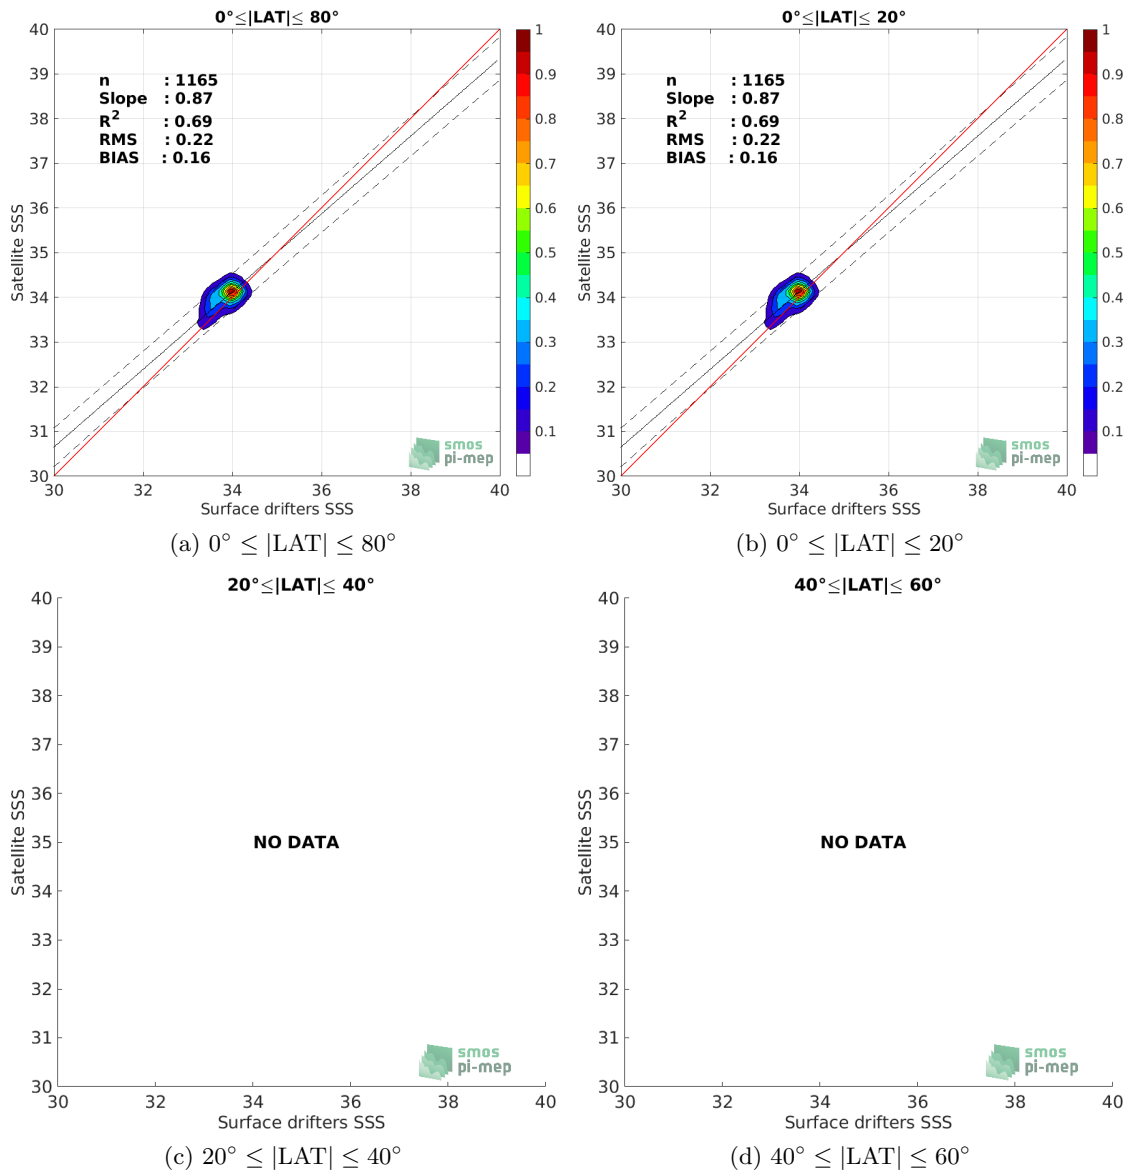 0°≤|LAT|≤ 80°
40
39
38
37
36
35
34
33
32
31
30
Satellite SSS
n : 1165
Slope : 0.87
R² : 0.69
RMS : 0.22
BIAS : 0.16
smos
pi-mep
30 32 34 36 38 40
Surface drifters SSS
1
0.9
0.8
0.7
0.6
0.5
0.4
0.3
0.2
0.1
(a) 0° ≤ |LAT| ≤ 80°
0°≤|LAT|≤ 20°
40
39
38
37
36
35
34
33
32
31
30
Satellite SSS
n : 1165
Slope : 0.87
R² : 0.69
RMS : 0.22
BIAS : 0.16
smos
pi-mep
30 32 34 36 38 40
Surface drifters SSS
1
0.9
0.8
0.7
0.6
0.5
0.4
0.3
0.2
0.1
(b) 0° ≤ |LAT| ≤ 20°
20°≤|LAT|≤ 40°
40
39
38
37
36
35
34
33
32
31
30
Satellite SSS
NO DATA
smos
pi-mep
30 32 34 36 38 40
Surface drifters SSS
(c) 20° ≤ |LAT| ≤ 40°
40°≤|LAT|≤ 60°
40
39
38
37
36
35
34
33
32
31
30
Satellite SSS
NO DATA
smos
pi-mep
30 32 34 36 38 40
Surface drifters SSS
(d) 40° ≤ |LAT| ≤ 60°